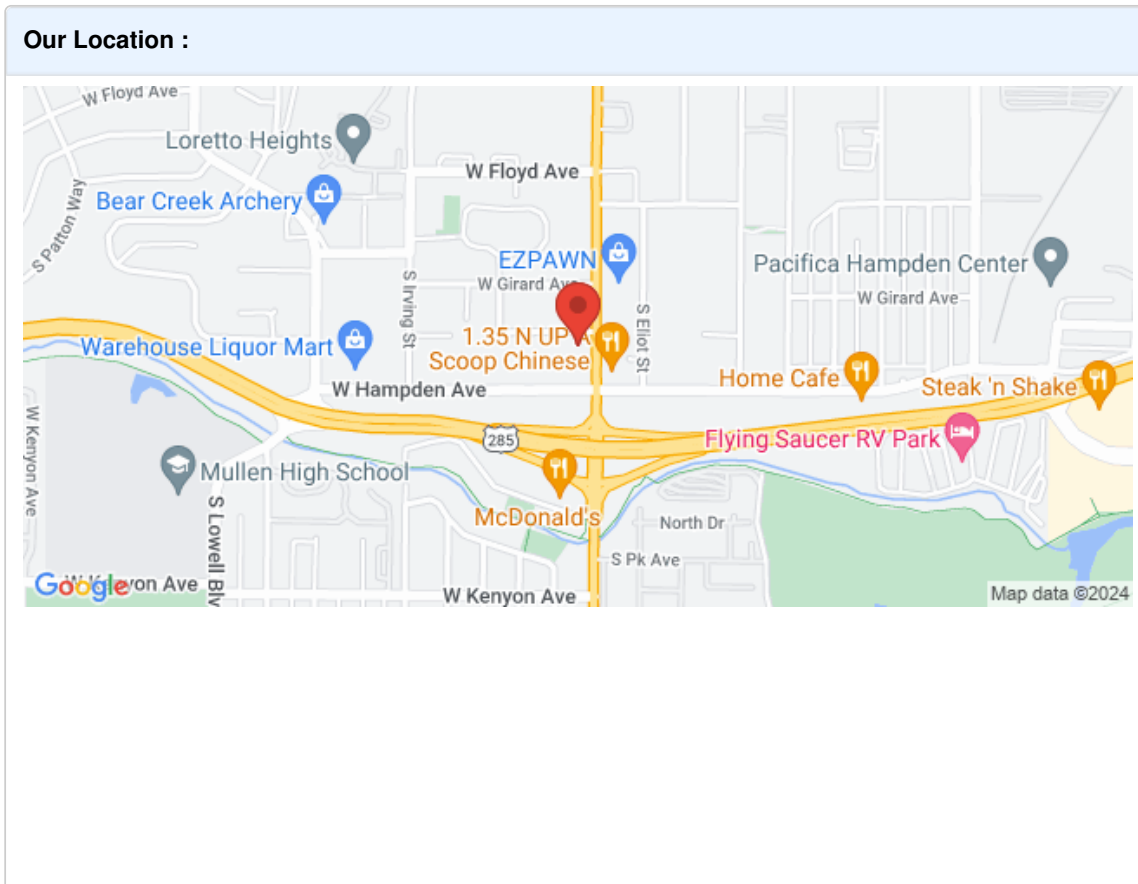 Our Location :
W Floyd Ave
Loretto Heights
W Floyd Ave
Bear Creek Archery
S Patton Way
EZPAWN
Pacifica Hampden Center
S Irving St
W Girard Ave
W Girard Ave
S Eliot St
1.35 N UP A
Scoop Chinese
Warehouse Liquor Mart
W Hampden Ave
Home Cafe
Steak 'n Shake
W Kenyon Ave
285
Flying Saucer RV Park
Mullen High School
S Lowell Blv
McDonald's
North Dr
S Pk Ave
Google
W Kenyon Ave
W Kenyon Ave
Map data ©2024